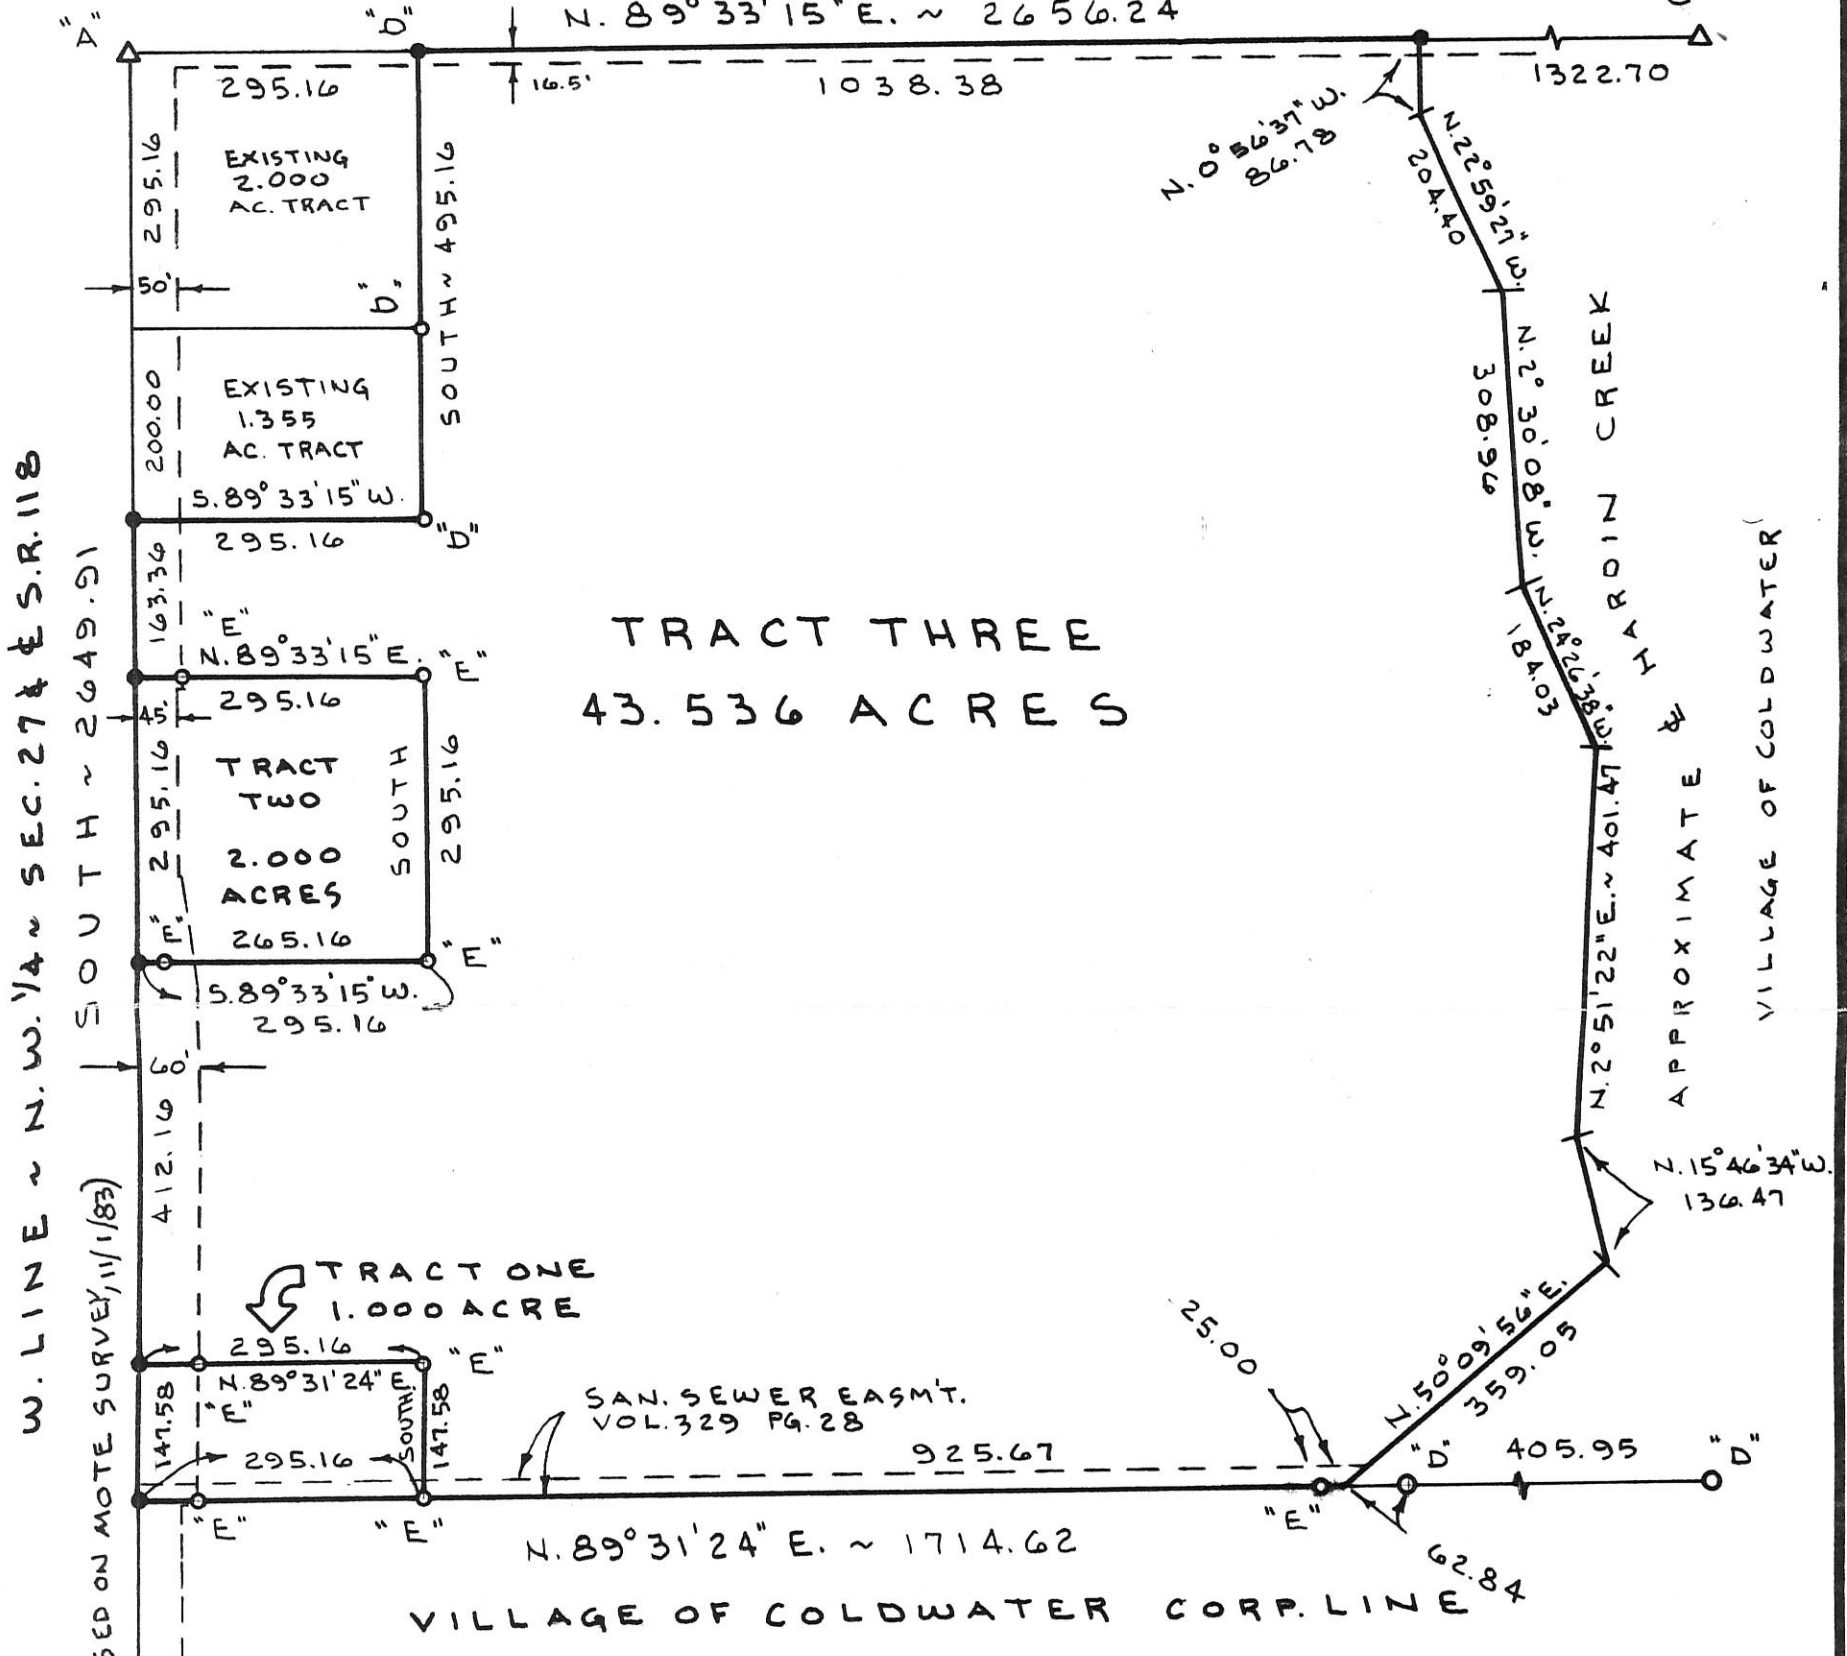 "A"
"D"
N. 89° 33' 15" E. ~ 2656.24
295.16
16.5'
1038.38
1322.70
N. 0° 56' 37" W.
86.78
N. 22° 59' 27" W.
204.40
295.16
EXISTING
2.000
AC. TRACT
SOUTH ~ 495.16
50'
"D"
200.00
EXISTING
1.355
AC. TRACT
S. 89° 33' 15" W.
295.16
"D"
N. 2° 30' 08" W.
308.96
163.36
"E"
N. 89° 33' 15" E.
"E"
295.16
45'
TRACT THREE
43.536 ACRES
N. 24° 26' 38" W.
184.03
295.16
TRACT
TWO
2.000
ACRES
SOUTH
295.16
"E"
265.16
"E"
S. 89° 33' 15" W.
295.16
N. 2° 51' 22" E. ~ 401.47
APPROXIMATE ℄ HAROIN CREEK
VILLAGE OF COLDWATER
60'
412.16
W. LINE ~ N.W. 1/4 ~ SEC. 27 & ℄ S.R. 118
SOUTH ~ 2649.91
SED ON MOTE SURVEY, 11/1/83)
N. 15° 46' 34" W.
136.47
TRACT ONE
1.000 ACRE
295.16
"E"
N. 89° 31' 24" E.
"E"
147.58
SOUTH
147.58
295.16
SAN. SEWER EASM'T.
VOL. 329 PG. 28
925.67
25.00
N. 50° 09' 56" E.
359.05
"D"
405.95
"D"
"E"
"E"
"E"
62.84
N. 89° 31' 24" E. ~ 1714.62
VILLAGE OF COLDWATER CORP. LINE